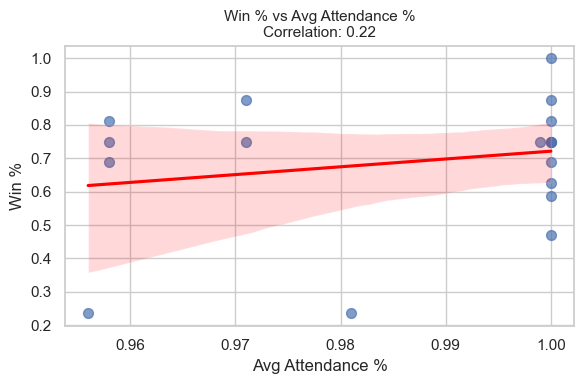 Win % vs Avg Attendance %
Correlation: 0.22
1.0
0.9
0.8
0.7
0.6
0.5
0.4
0.3
0.2
Win %
0.96 0.97 0.98 0.99 1.00
Avg Attendance %